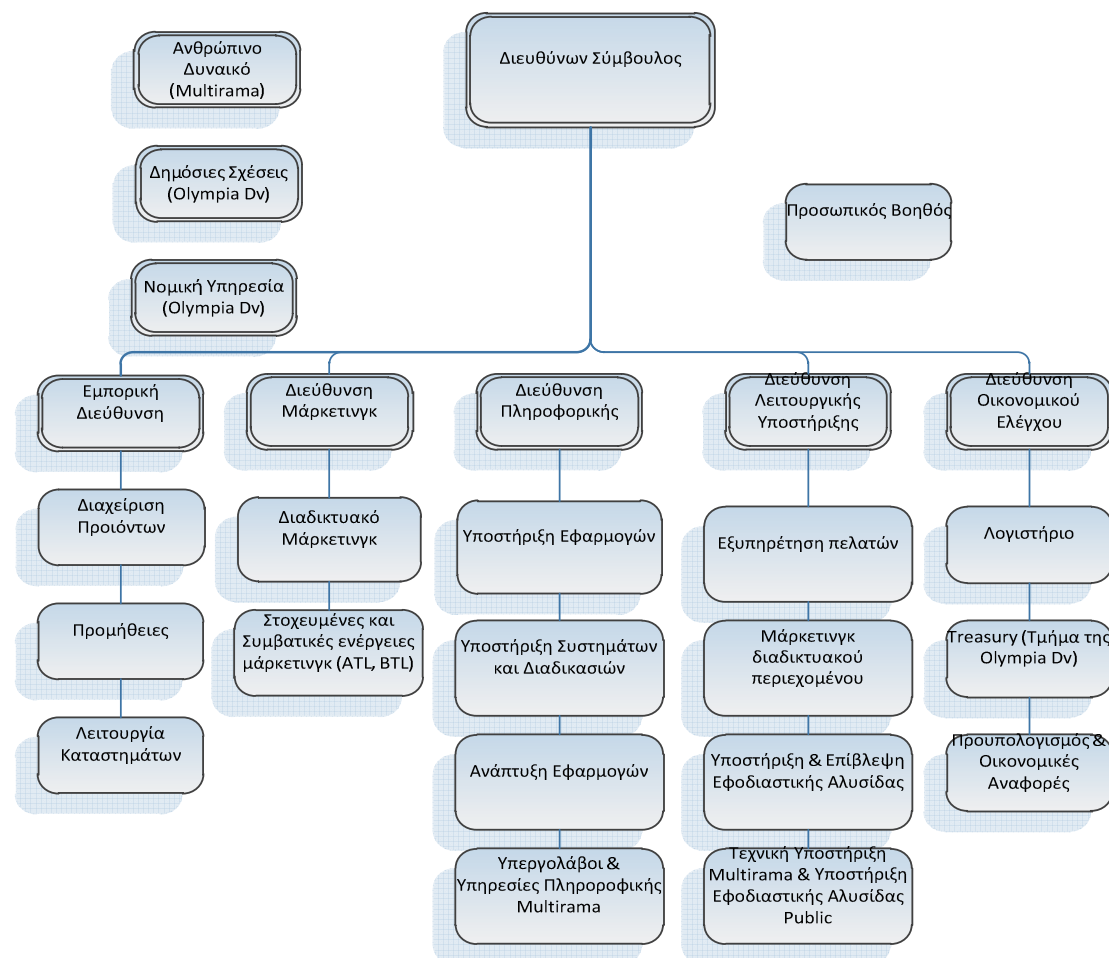 Ανθρώπινο
Δυναικό
(Multirama)
Διευθύνων Σύμβουλος
Δημόσιες Σχέσεις
(Olympia Dv)
Προσωπικός Βοηθός
Νομική Υπηρεσία
(Olympia Dv)
Εμπορική
Διεύθυνση
Διαχείριση
Προιόντων
Προμήθειες
Λειτουργία
Καταστημάτων
Διεύθυνση
Μάρκετινγκ
Διαδικτυακό
Μάρκετινγκ
Στοχευμένες και
Συμβατικές ενέργειες
μάρκετινγκ (ATL, BTL)
Διεύθυνση
Πληροφορικής
Υποστήριξη Εφαρμογών
Υποστήριξη Συστημάτων
και Διαδικασιών
Ανάπτυξη Εφαρμογών
Υπεργολάβοι &
Υπηρεσίες Πληροροφικής
Multirama
Διεύθυνση
Λειτουργικής
Υποστήριξης
Εξυπηρέτηση πελατών
Μάρκετινγκ
διαδικτυακού
περιεχομένου
Υποστήριξη & Επίβλεψη
Εφοδιαστικής Αλυσίδας
Τεχνική Υποστήριξη
Multirama & Υποστήριξη
Εφοδιαστικής Αλυσίδας
Public
Διεύθυνση
Οικονομικού
Ελέγχου
Λογιστήριο
Treasury (Τμήμα της
Olympia Dv)
Προυπολογισμός &
Οικονομικές
Αναφορές